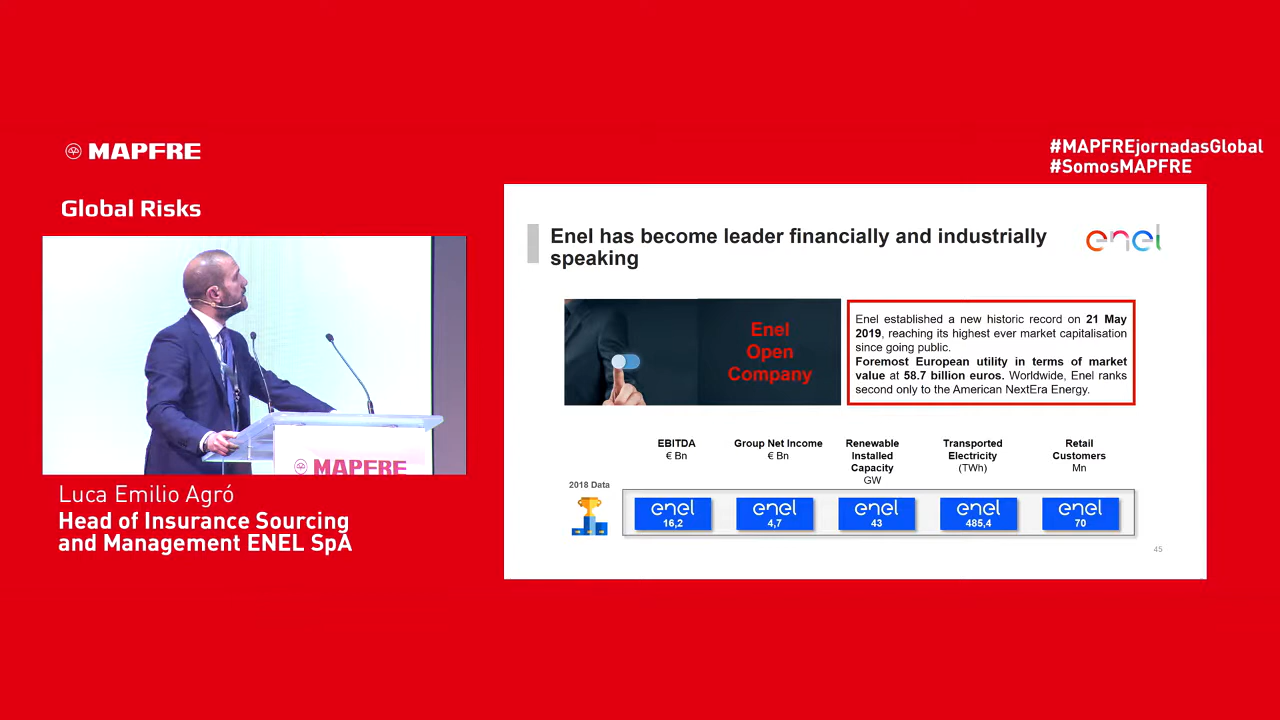 MAPFRE
#MAPFREjornadasGlobal
#SomosMAPFRE
Global Risks
MAPFRE
Luca Emilio Agró
Head of Insurance Sourcing
and Management ENEL SpA
Enel has become leader financially and industrially
speaking
enel
Enel
Open
Company
Enel established a new historic record on 21 May
2019, reaching its highest ever market capitalisation
since going public.
Foremost European utility in terms of market
value at 58.7 billion euros. Worldwide, Enel ranks
second only to the American NextEra Energy.
EBITDA
€ Bn
Group Net Income
€ Bn
Renewable
Installed
Capacity
GW
Transported
Electricity
(TWh)
Retail
Customers
Mn
2018 Data
enel
16,2
enel
4,7
enel
43
enel
485,4
enel
70
45